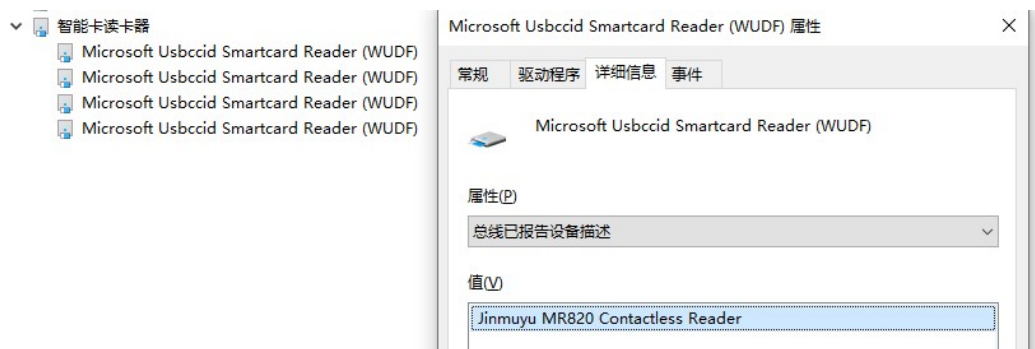 智能卡读卡器
Microsoft Usbccid Smartcard Reader (WUDF)
Microsoft Usbccid Smartcard Reader (WUDF)
Microsoft Usbccid Smartcard Reader (WUDF)
Microsoft Usbccid Smartcard Reader (WUDF)
Microsoft Usbccid Smartcard Reader (WUDF) 属性
常规 驱动程序 详细信息 事件
Microsoft Usbccid Smartcard Reader (WUDF)
属性(P)
总线已报告设备描述
值(V)
Jinmuyu MR820 Contactless Reader